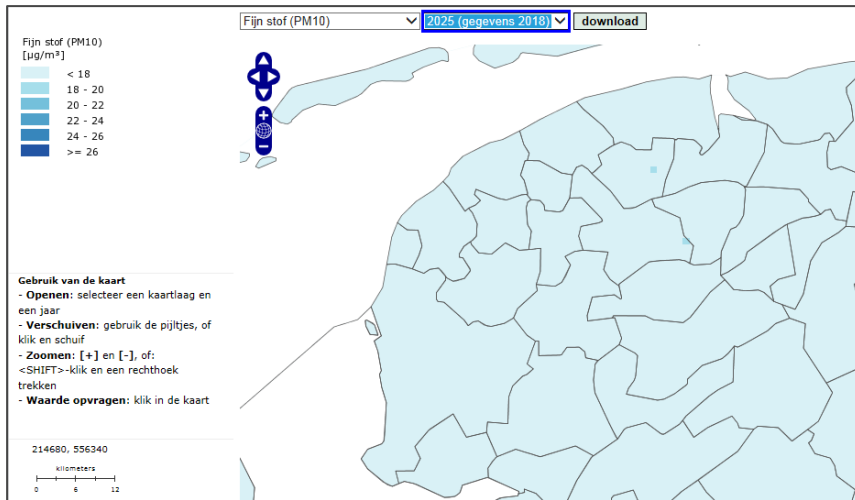 Fijn stof (PM10)
2025 (gegevens 2018)
download
Fijn stof (PM10)
[µg/m³]
< 18
18 - 20
20 - 22
22 - 24
24 - 26
>= 26
Gebruik van de kaart
- Openen: selecteer een kaartlaag en
een jaar
- Verschuiven: gebruik de pijltjes, of
klik en schuif
- Zoomen: [+] en [-], of:
<SHIFT>-klik en een rechthoek
trekken
- Waarde opvragen: klik in de kaart
214680, 556340
kilometers
0 6 12